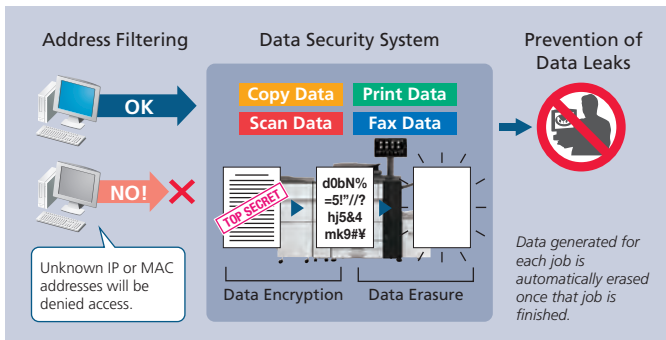 Address Filtering
OK
NO!
Unknown IP or MAC
addresses will be
denied access.
Data Security System
Copy Data
Print Data
Scan Data
Fax Data
TOP SECRET
d0bN%
=5!"//?
hj5&4
mk9#¥
Data Encryption
Data Erasure
Prevention of
Data Leaks
Data generated for
each job is
automatically erased
once that job is
finished.